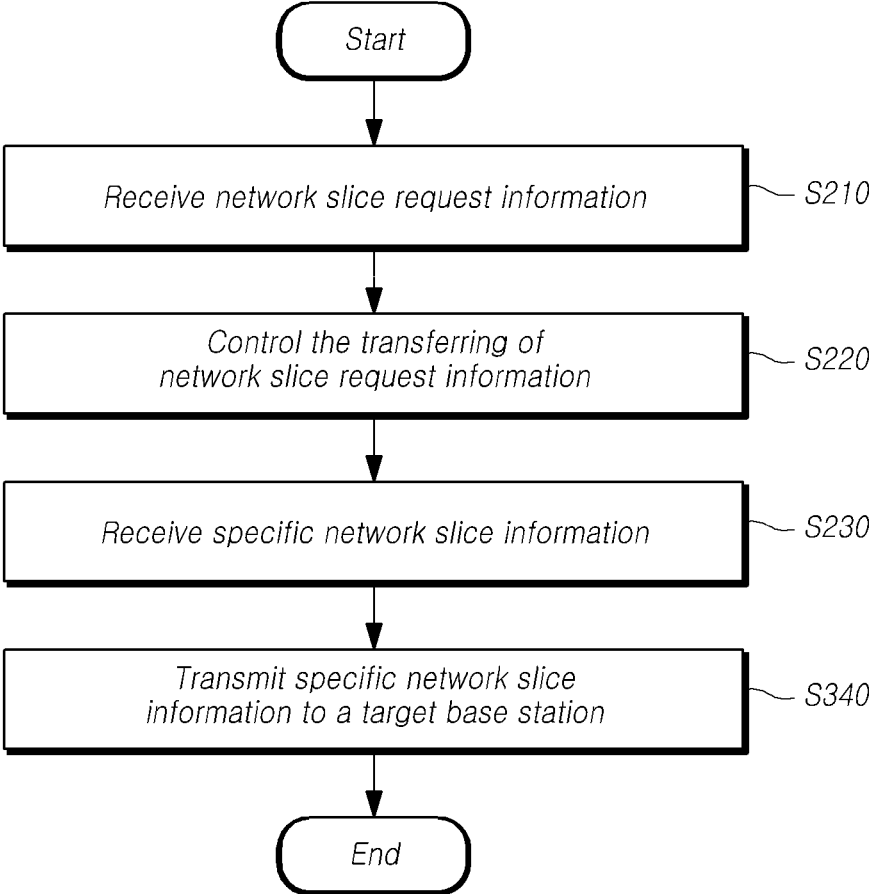 Start
Receive network slice request information
S210
Control the transferring of
network slice request information
S220
Receive specific network slice information
S230
Transmit specific network slice
information to a target base station
S340
End